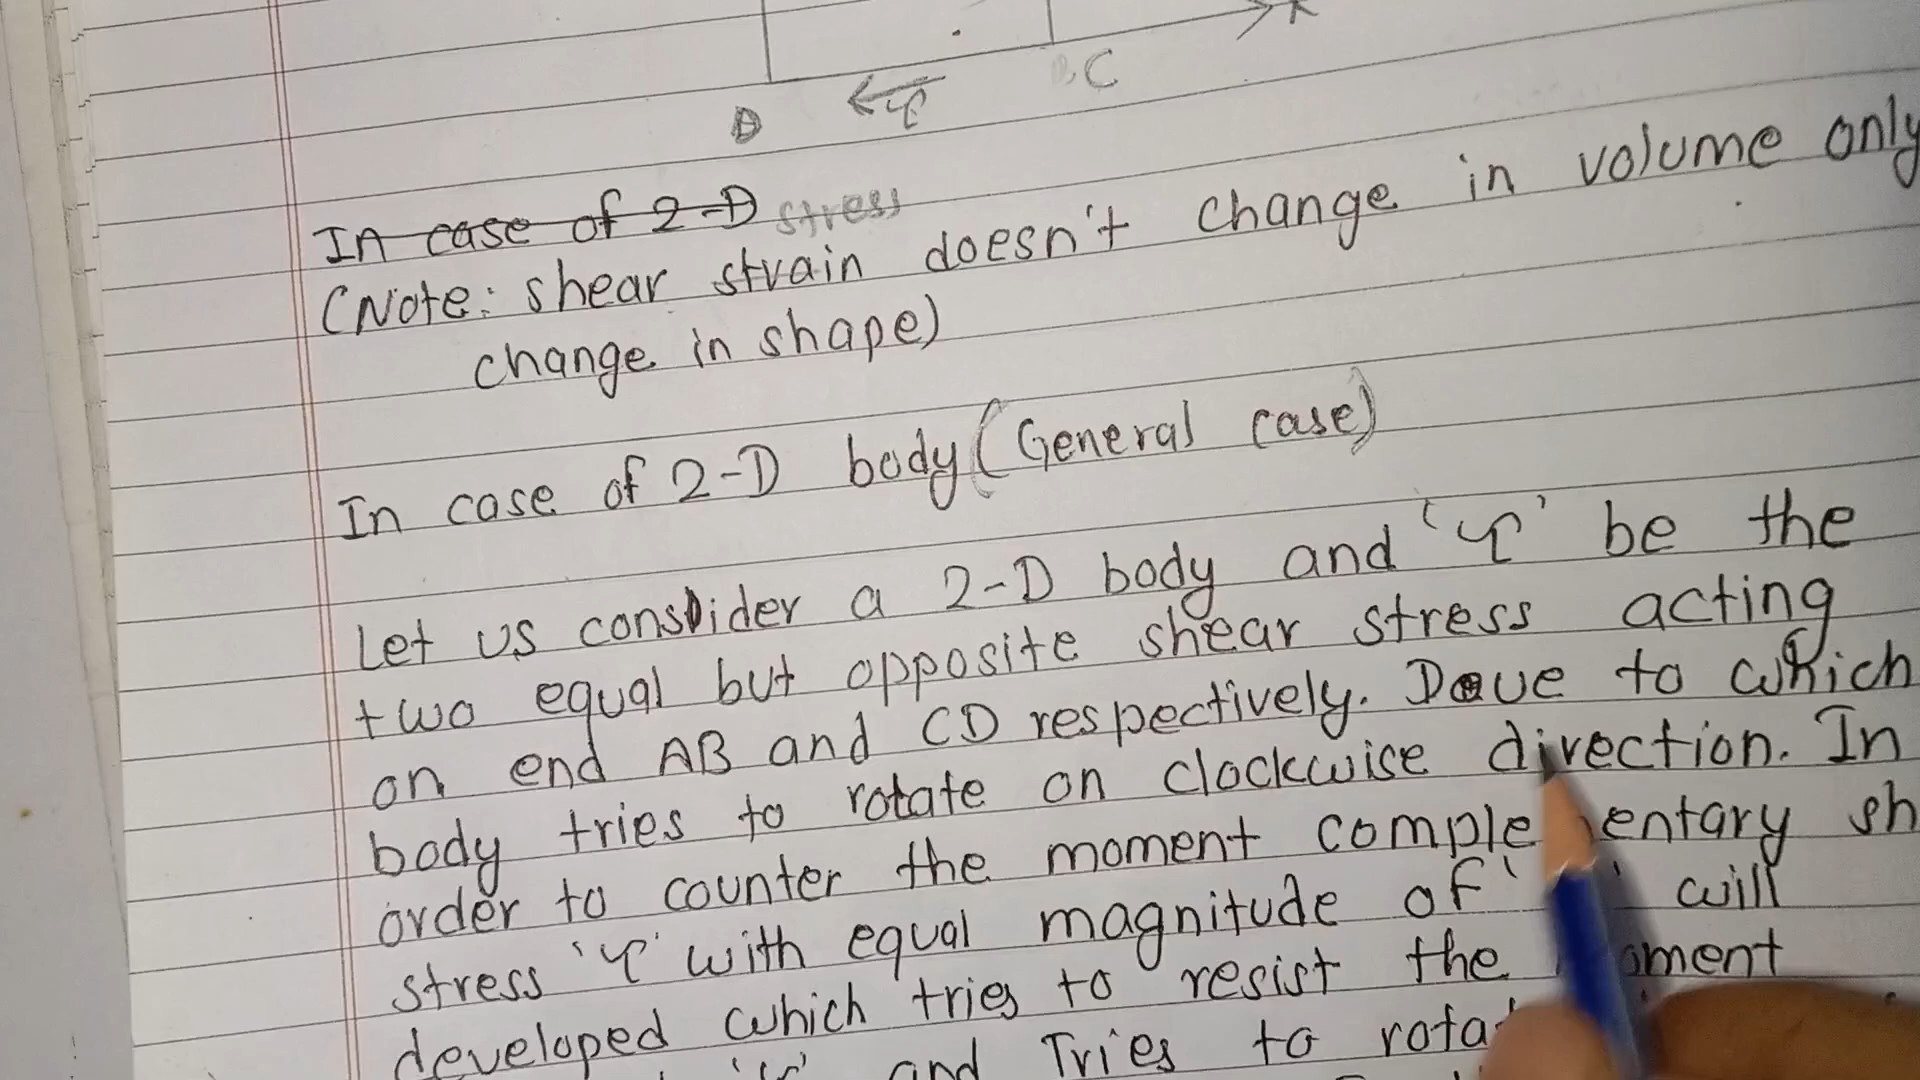 C
D
τ
In case of 2-D stress
(Note: shear strain doesn't change in volume only
change in shape)
In case of 2-D body (General case)
Let us consider a 2-D body and 'τ' be the
two equal but opposite shear stress acting
on end AB and CD respectively. Due to which
body tries to rotate on clockwise direction. In
order to counter the moment complementary sh
stress 'τ' with equal magnitude of ' ' will
developed which tries to resist the
and Tries to